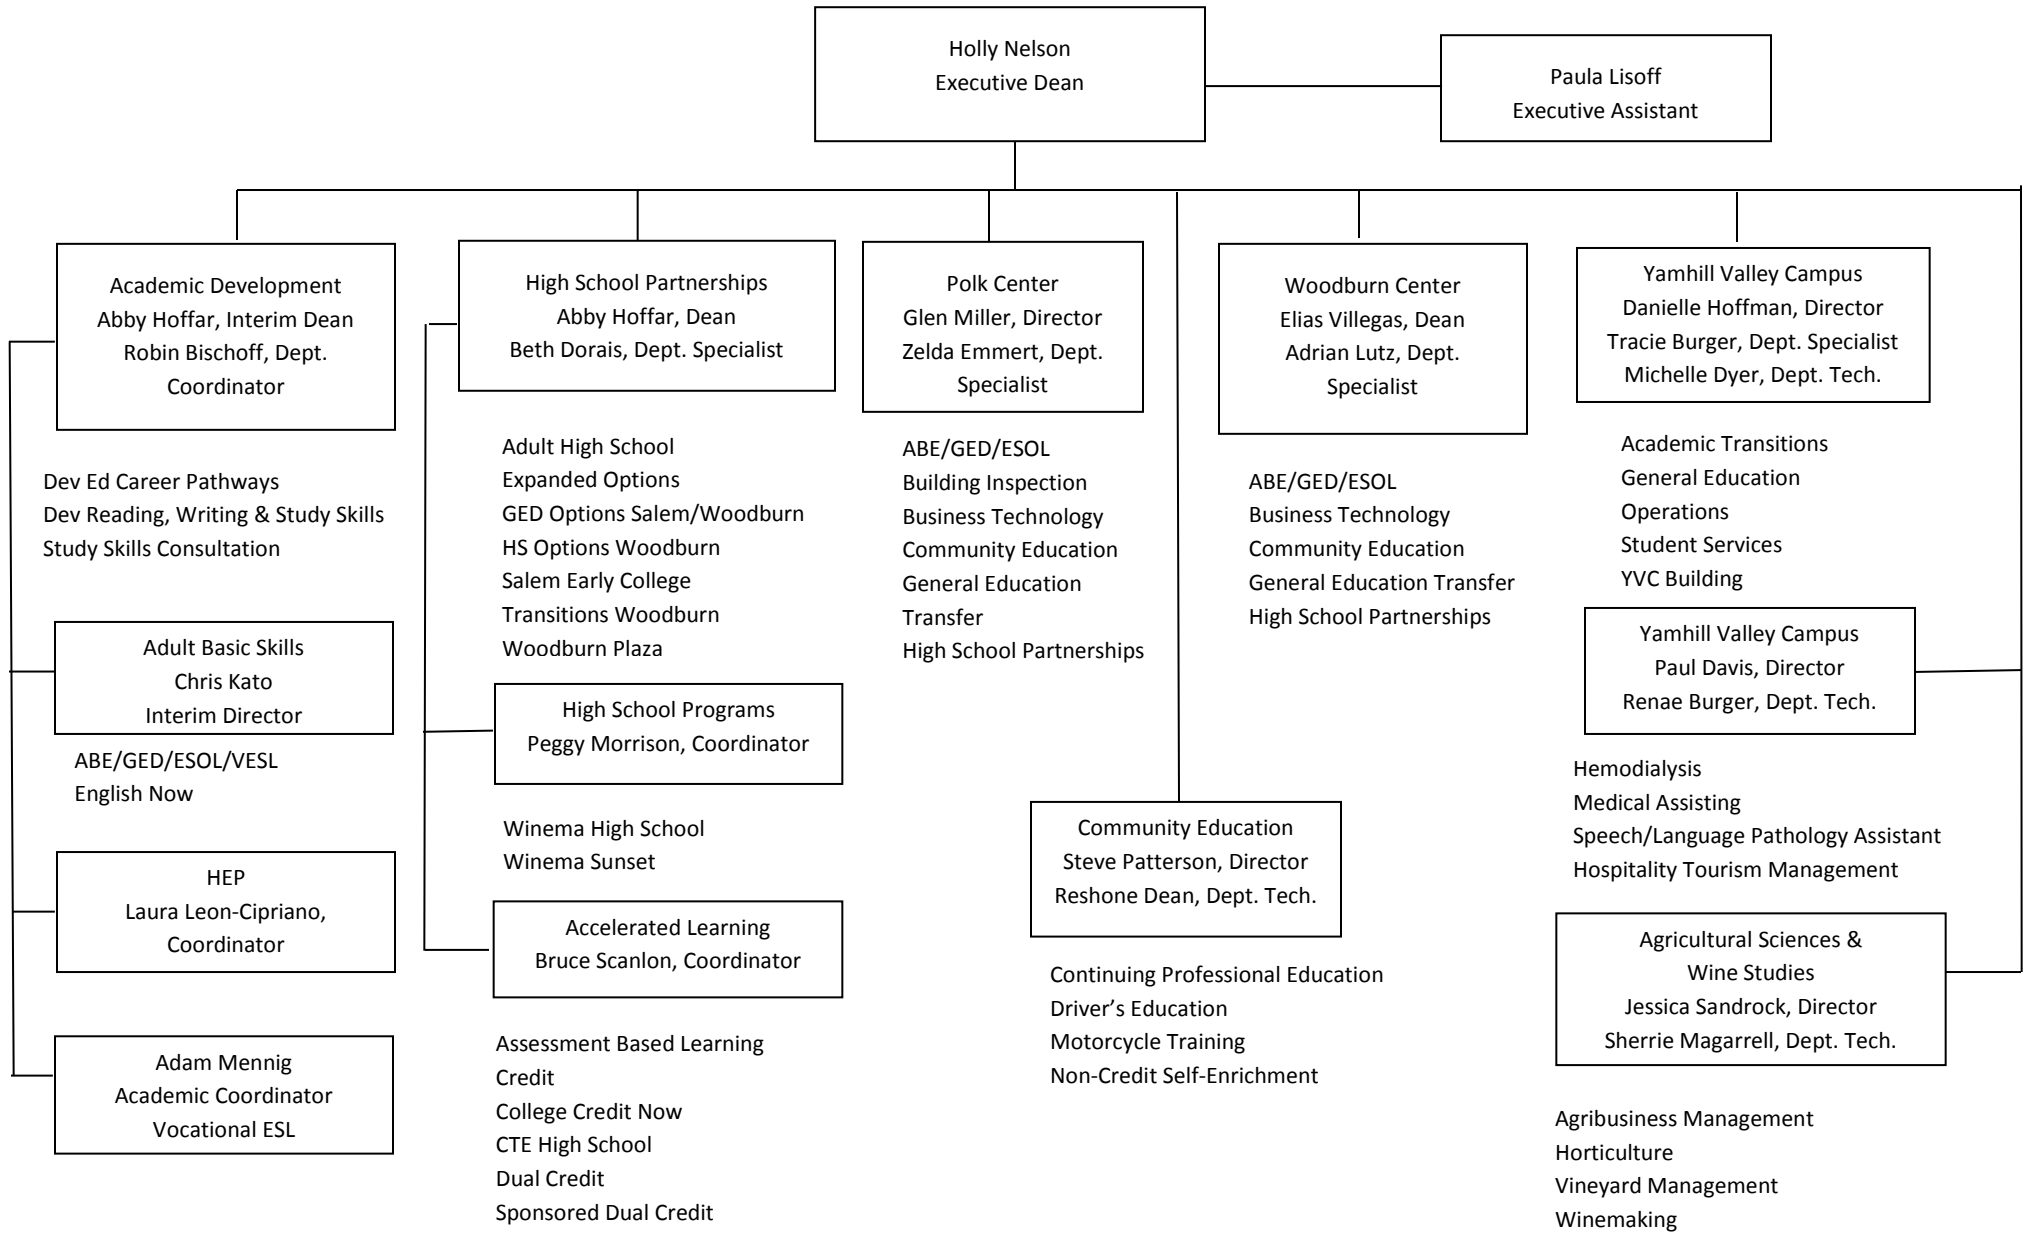 Holly Nelson
Executive Dean
Paula Lisoff
Executive Assistant
Academic Development
Abby Hoffar, Interim Dean
Robin Bischoff, Dept.
Coordinator
Dev Ed Career Pathways
Dev Reading, Writing & Study Skills
Study Skills Consultation
Adult Basic Skills
Chris Kato
Interim Director
ABE/GED/ESOL/VESL
English Now
HEP
Laura Leon-Cipriano,
Coordinator
Adam Mennig
Academic Coordinator
Vocational ESL
High School Partnerships
Abby Hoffar, Dean
Beth Dorais, Dept. Specialist
Adult High School
Expanded Options
GED Options Salem/Woodburn
HS Options Woodburn
Salem Early College
Transitions Woodburn
Woodburn Plaza
High School Programs
Peggy Morrison, Coordinator
Winema High School
Winema Sunset
Accelerated Learning
Bruce Scanlon, Coordinator
Assessment Based Learning
Credit
College Credit Now
CTE High School
Dual Credit
Sponsored Dual Credit
Polk Center
Glen Miller, Director
Zelda Emmert, Dept.
Specialist
ABE/GED/ESOL
Building Inspection
Business Technology
Community Education
General Education
Transfer
High School Partnerships
Community Education
Steve Patterson, Director
Reshone Dean, Dept. Tech.
Continuing Professional Education
Driver’s Education
Motorcycle Training
Non-Credit Self-Enrichment
Woodburn Center
Elias Villegas, Dean
Adrian Lutz, Dept.
Specialist
ABE/GED/ESOL
Business Technology
Community Education
General Education Transfer
High School Partnerships
Yamhill Valley Campus
Danielle Hoffman, Director
Tracie Burger, Dept. Specialist
Michelle Dyer, Dept. Tech.
Academic Transitions
General Education
Operations
Student Services
YVC Building
Yamhill Valley Campus
Paul Davis, Director
Renae Burger, Dept. Tech.
Hemodialysis
Medical Assisting
Speech/Language Pathology Assistant
Hospitality Tourism Management
Agricultural Sciences &
Wine Studies
Jessica Sandrock, Director
Sherrie Magarrell, Dept. Tech.
Agribusiness Management
Horticulture
Vineyard Management
Winemaking